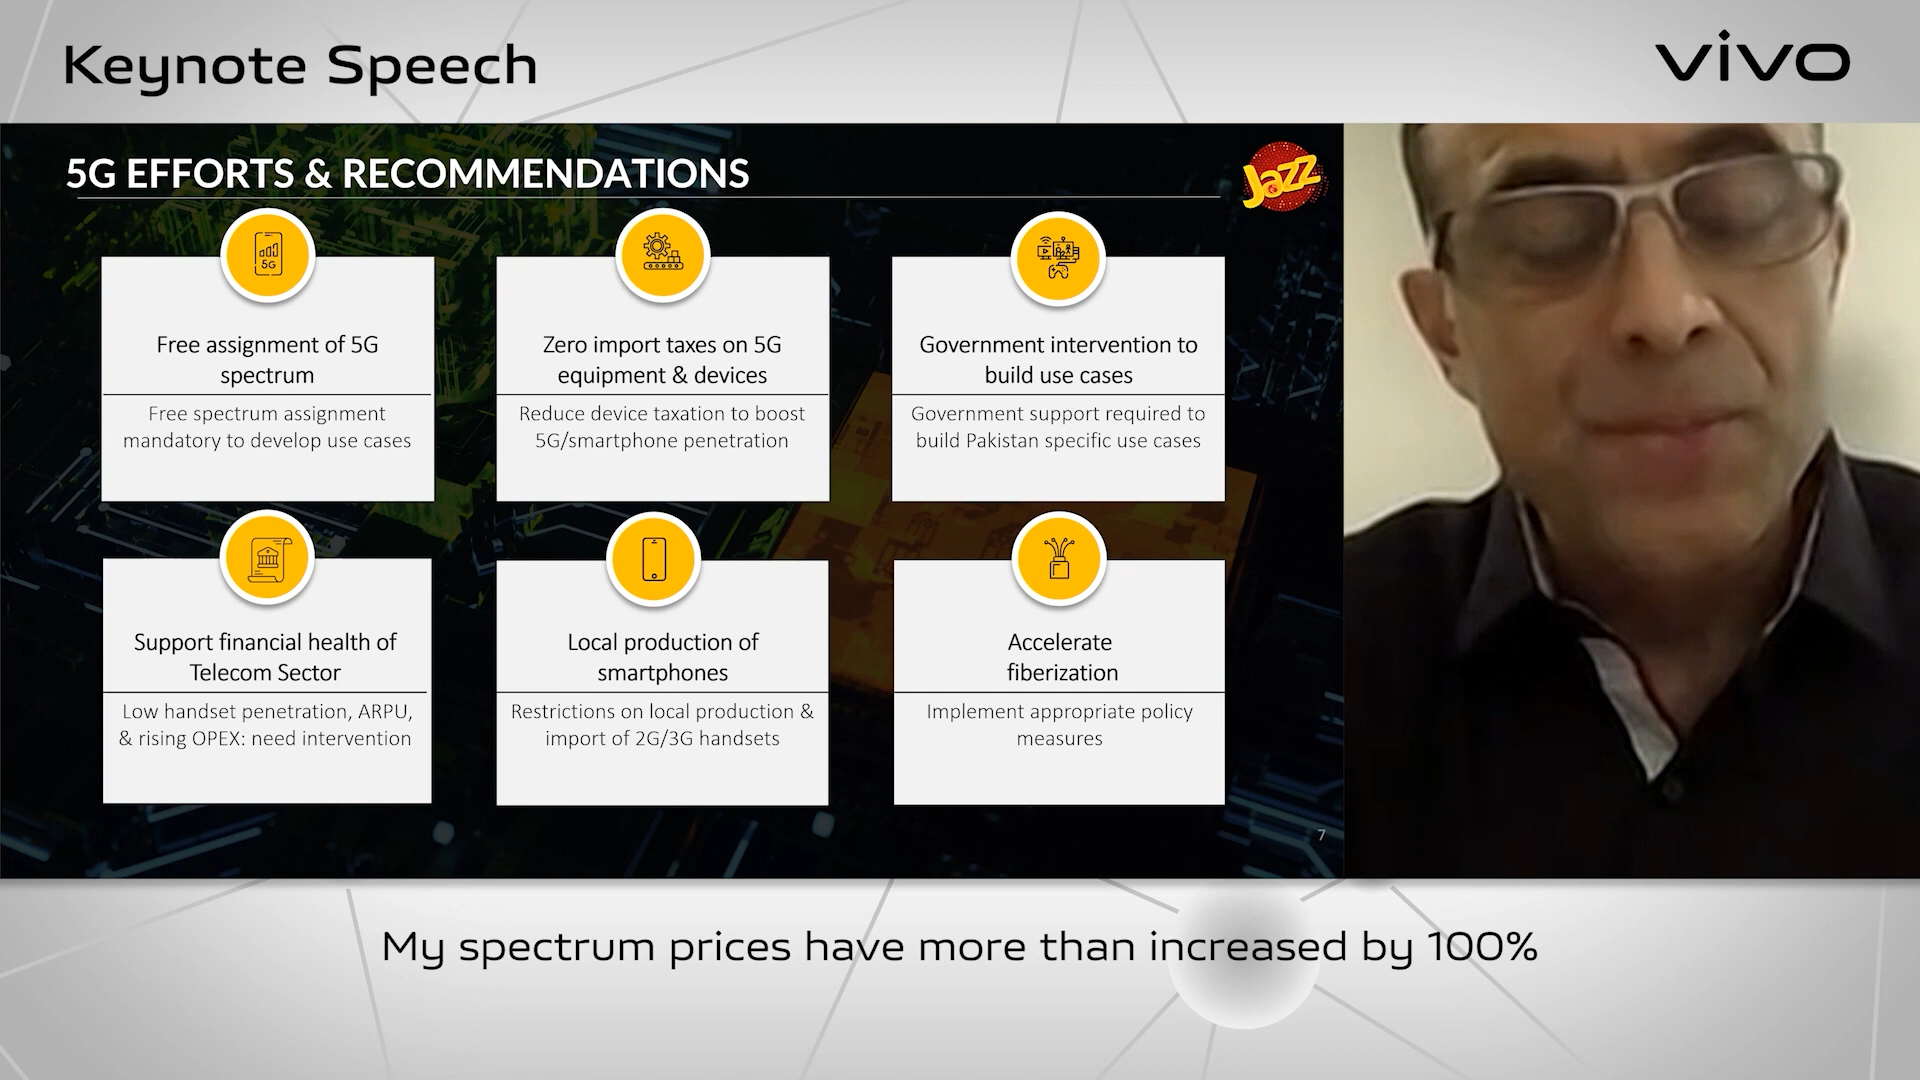 Keynote Speech
vivo
5G EFFORTS & RECOMMENDATIONS
Jazz
5G
Free assignment of 5G
spectrum
Free spectrum assignment
mandatory to develop use cases
Zero import taxes on 5G
equipment & devices
Reduce device taxation to boost
5G/smartphone penetration
Government intervention to
build use cases
Government support required to
build Pakistan specific use cases
Support financial health of
Telecom Sector
Low handset penetration, ARPU,
& rising OPEX: need intervention
Local production of
smartphones
Restrictions on local production &
import of 2G/3G handsets
Accelerate
fiberization
Implement appropriate policy
measures
7
My spectrum prices have more than increased by 100%